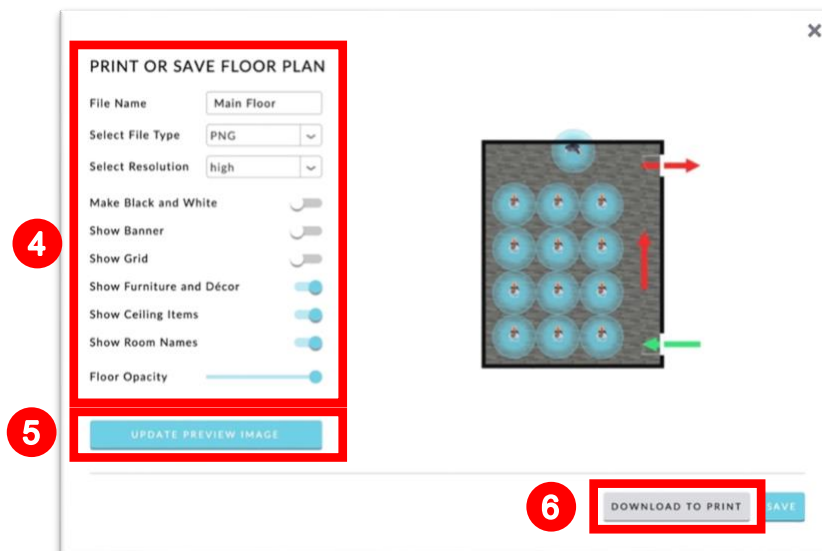 PRINT OR SAVE FLOOR PLAN
File Name Main Floor
Select File Type PNG
Select Resolution high
Make Black and White
Show Banner
4
Show Grid
Show Furniture and Décor
Show Ceiling Items
Show Room Names
Floor Opacity
5 UPDATE PREVIEW IMAGE
6 DOWNLOAD TO PRINT SAVE